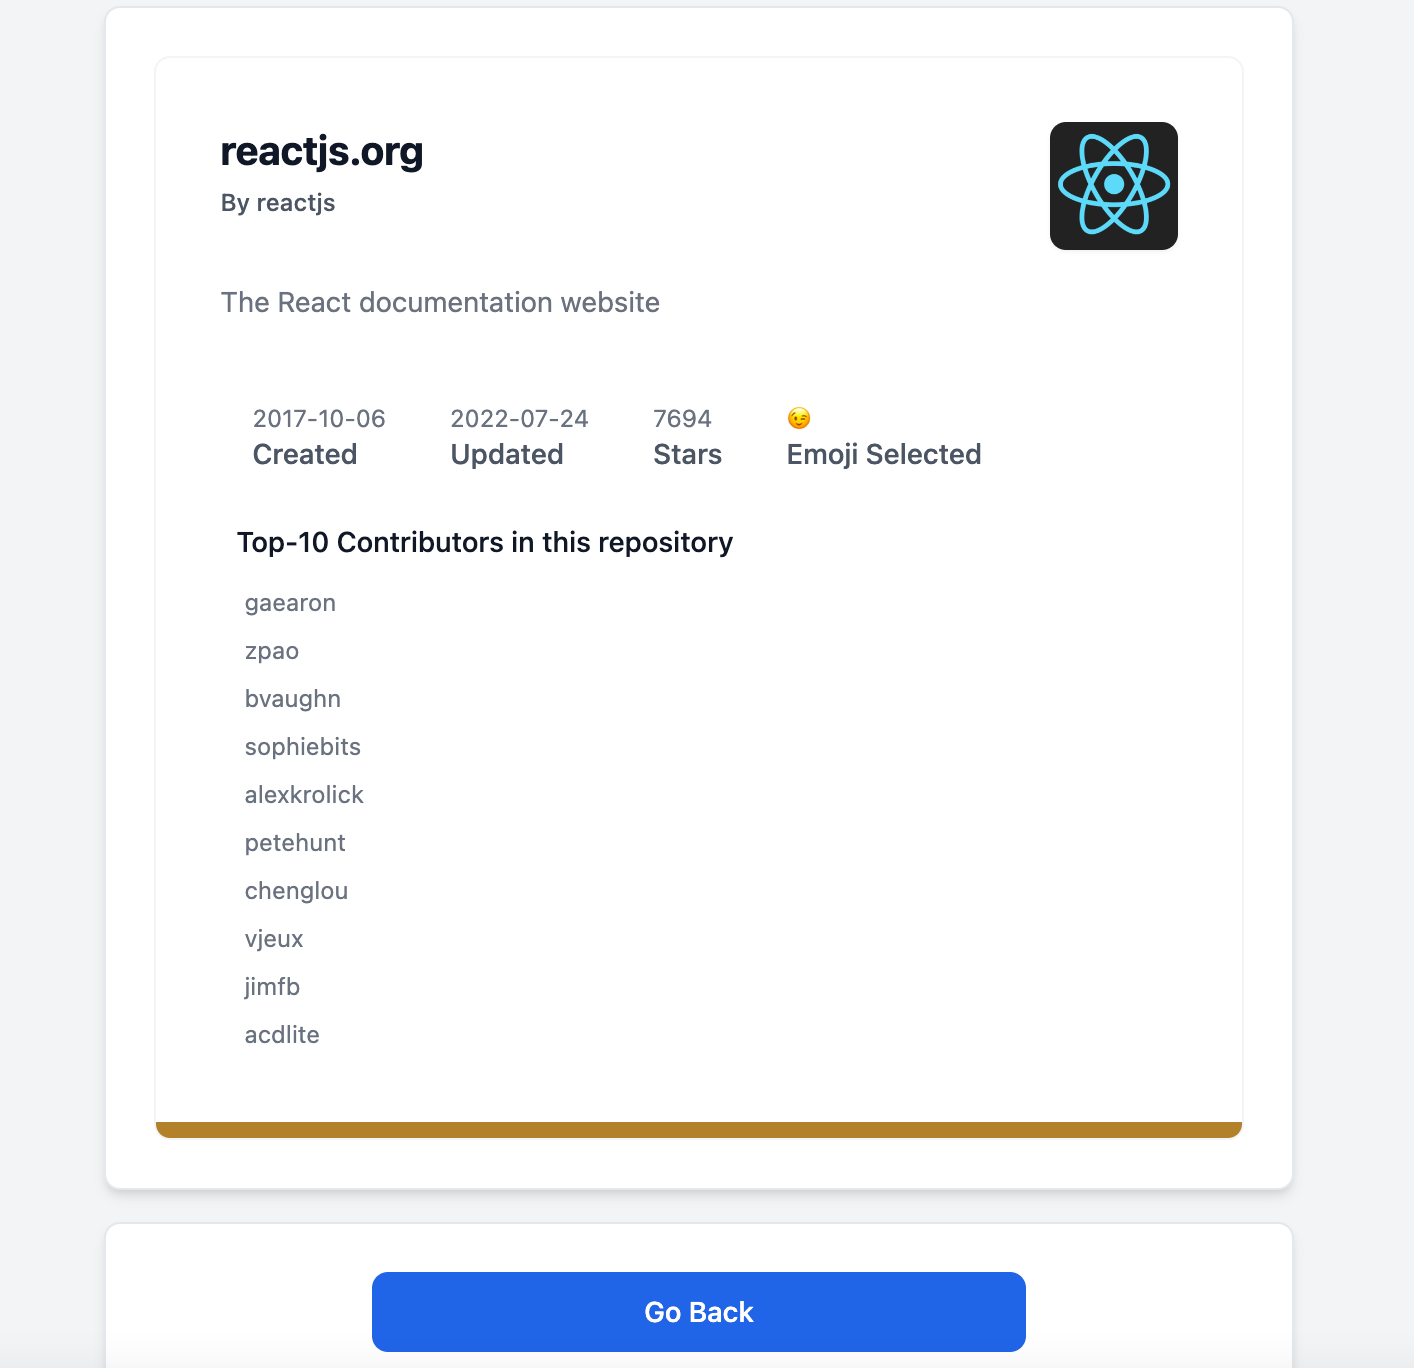 reactjs.org
By reactjs
The React documentation website
2017-10-06 2022-07-24 7694 😉
Created Updated Stars Emoji Selected
Top-10 Contributors in this repository
gaearon
zpao
bvaughn
sophiebits
alexkrolick
petehunt
chenglou
vjeux
jimfb
acdlite
Go Back